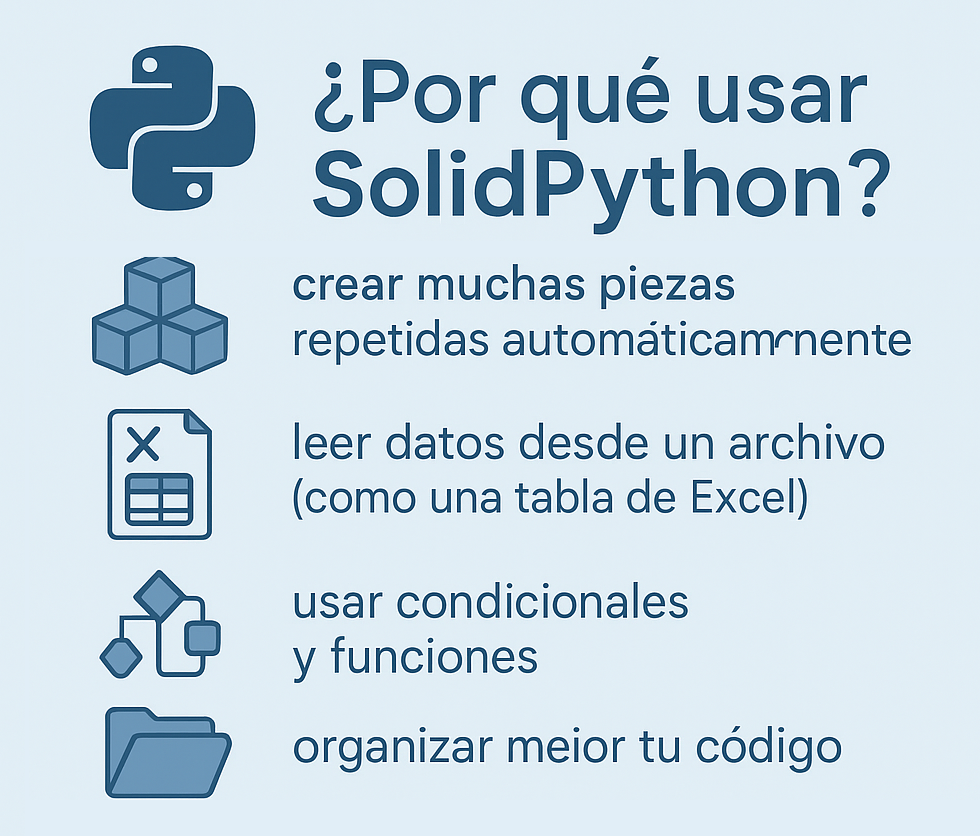 ¿Por qué usar
SolidPython?
crear muchas piezas
repetidas automáticamrnente
X
leer datos desde un archivo
(como una tabla de Excel)
usar condicionales
y funciones
organizar meior tu código